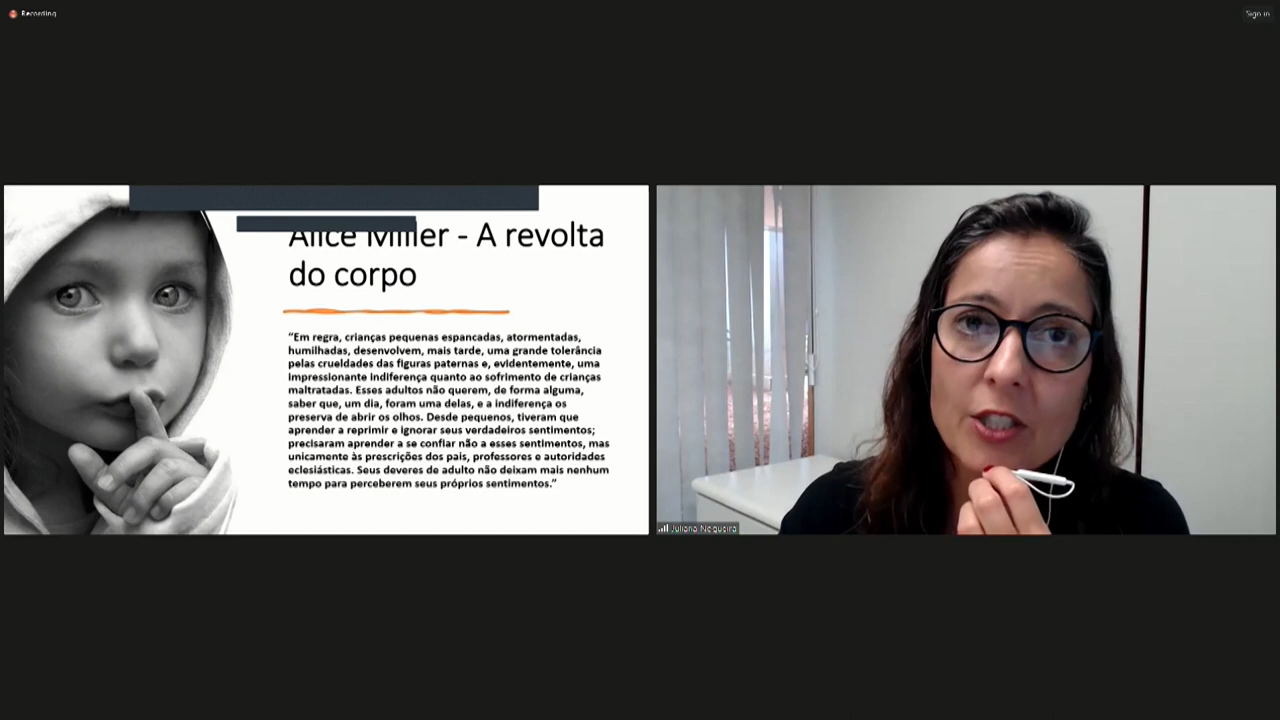 Recording
Sign in
Alice Miller - A revolta
do corpo
“Em regra, crianças pequenas espancadas, atormentadas,
humilhadas, desenvolvem, mais tarde, uma grande tolerância
pelas crueldades das figuras paternas e, evidentemente, uma
impressionante indiferença quanto ao sofrimento de crianças
maltratadas. Esses adultos não querem, de forma alguma,
saber que, um dia, foram uma delas, e a indiferença os
preserva de abrir os olhos. Desde pequenos, tiveram que
aprender a reprimir e ignorar seus verdadeiros sentimentos;
precisaram aprender a se confiar não a esses sentimentos, mas
unicamente às prescrições dos pais, professores e autoridades
eclesiásticas. Seus deveres de adulto não deixam mais nenhum
tempo para perceberem seus próprios sentimentos.”
Juliana Nogueira